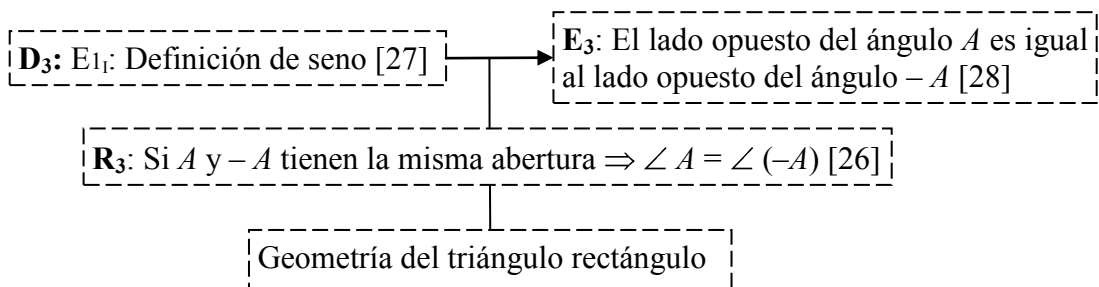 D₃: E1ᵢ: Definición de seno [27]
E₃: El lado opuesto del ángulo A es igual
al lado opuesto del ángulo – A [28]
R₃: Si A y – A tienen la misma abertura ⇒ ∠ A = ∠ (–A) [26]
Geometría del triángulo rectángulo